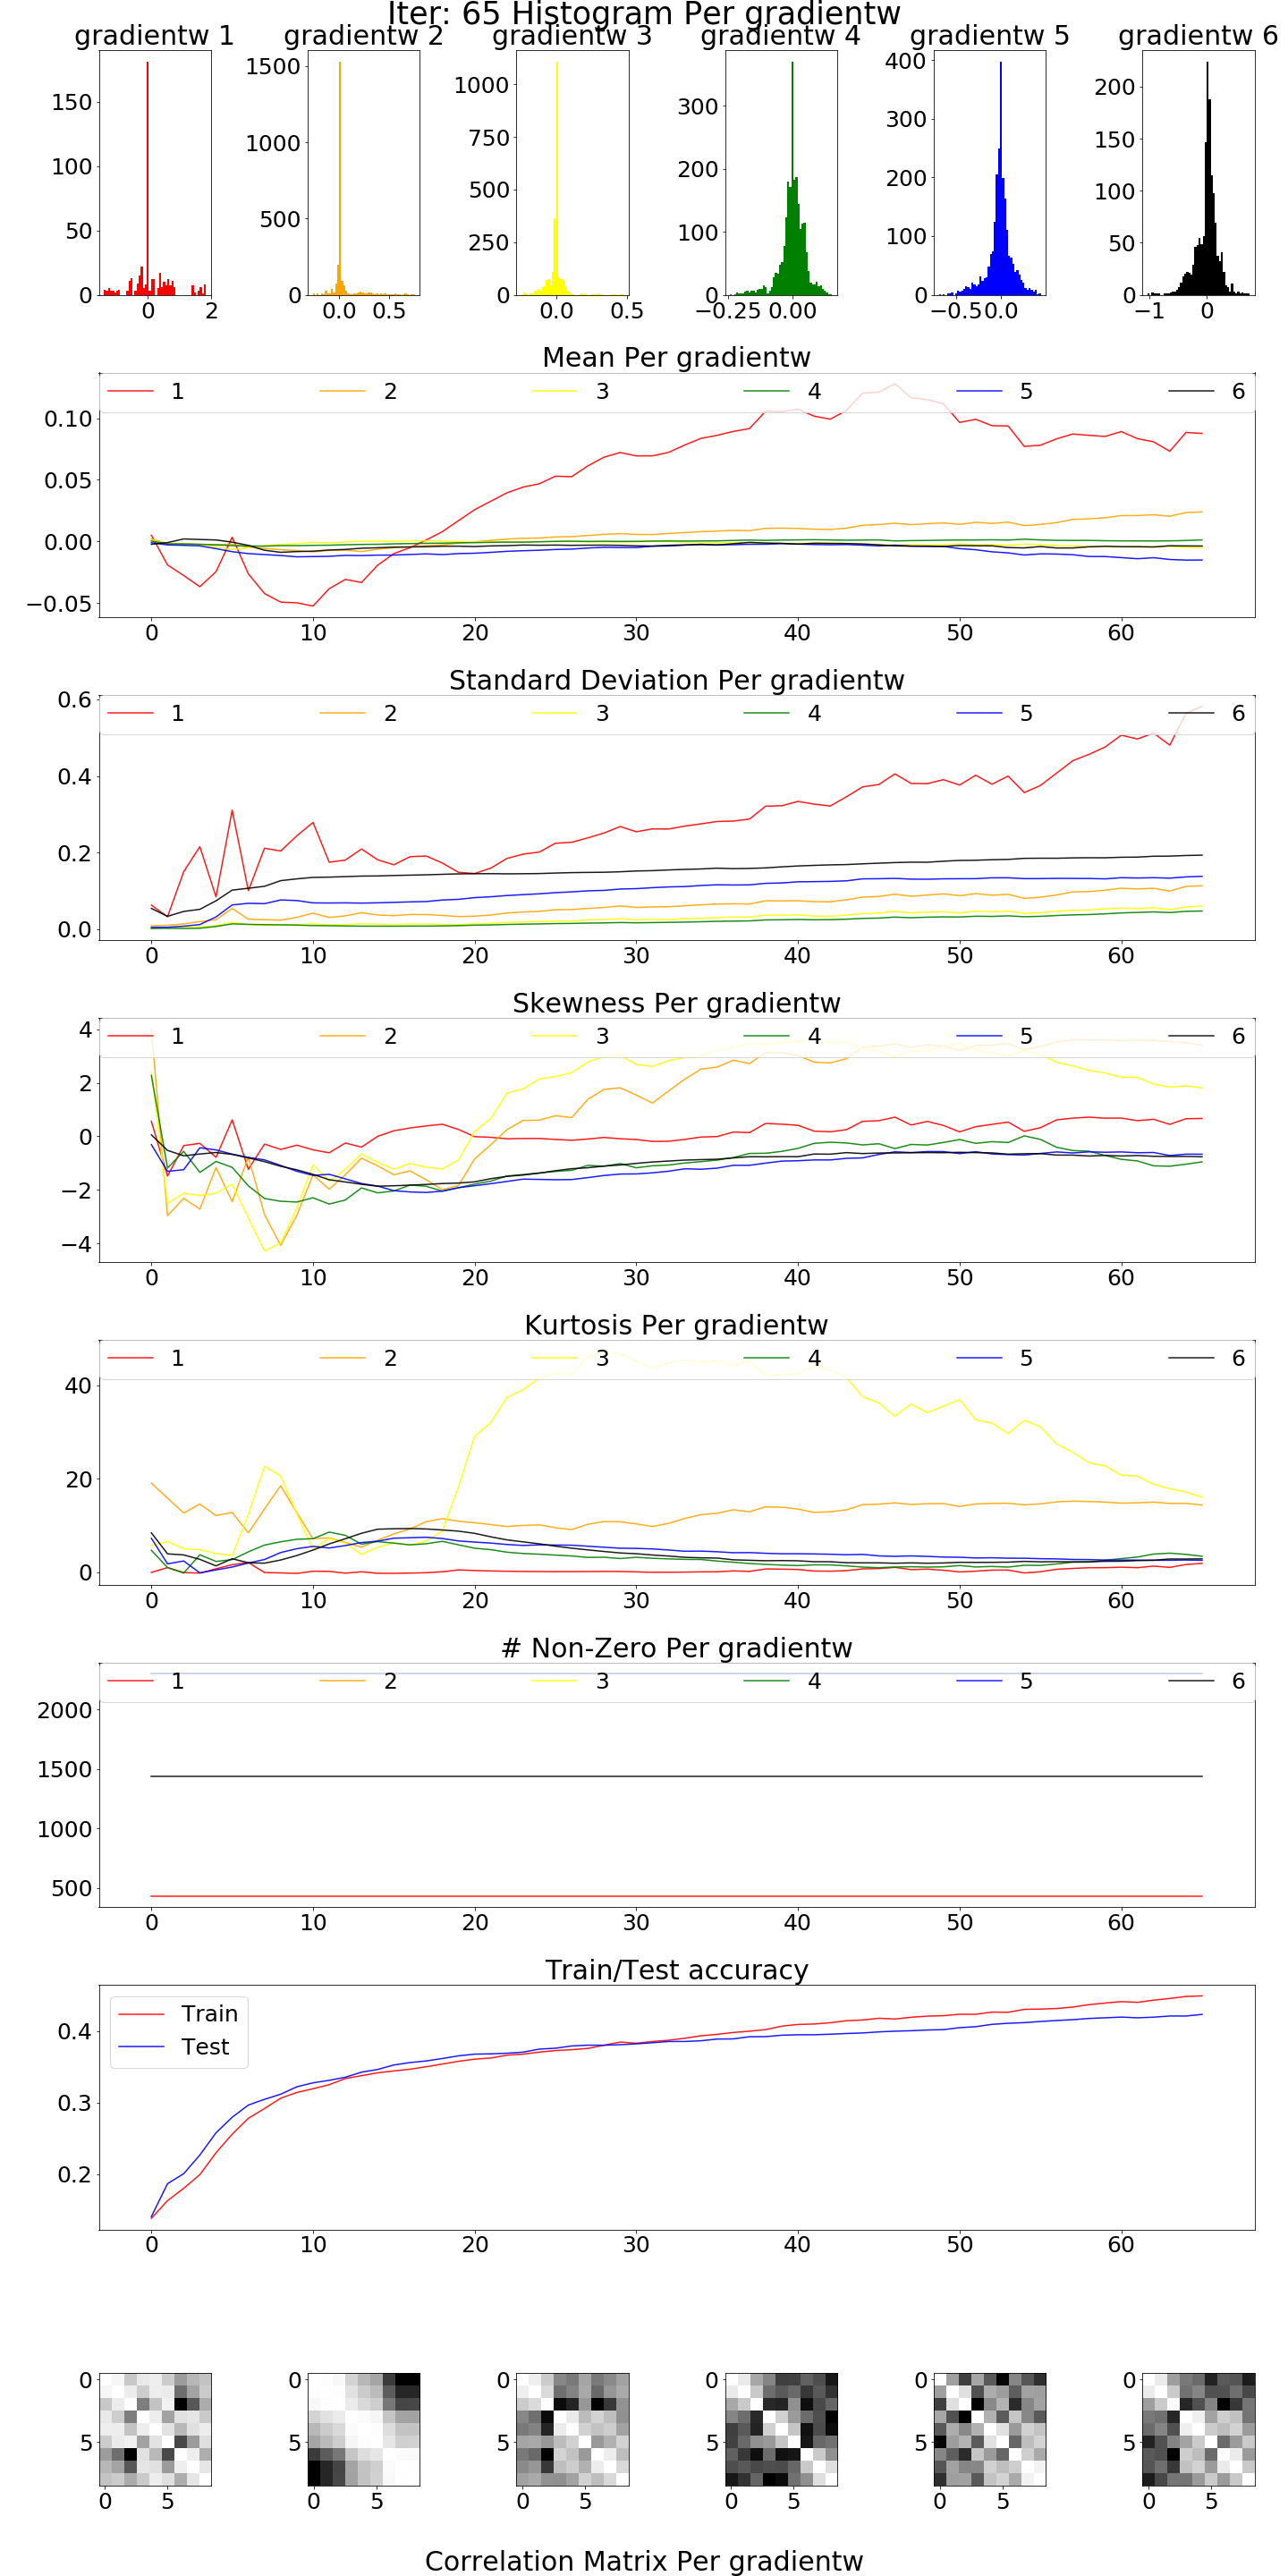 Iter: 65 Histogram Per gradientw
gradientw 1 gradientw 2 gradientw 3 gradientw 4 gradientw 5 gradientw 6
150
100
50
0
0 2
1500
1000
500
0
0.0 0.5
1000
750
500
250
0
0.0 0.5
300
200
100
0
−0.25 0.00
400
300
200
100
0
−0.5 0.0
200
150
100
50
0
−1 0
Mean Per gradientw
1 2 3 4 5 6
0.10
0.05
0.00
−0.05
0 10 20 30 40 50 60
Standard Deviation Per gradientw
1 2 3 4 5 6
0.6
0.4
0.2
0.0
0 10 20 30 40 50 60
Skewness Per gradientw
1 2 3 4 5 6
4
2
0
−2
−4
0 10 20 30 40 50 60
Kurtosis Per gradientw
1 2 3 4 5 6
40
20
0
0 10 20 30 40 50 60
# Non-Zero Per gradientw
1 2 3 4 5 6
2000
1500
1000
500
0 10 20 30 40 50 60
Train/Test accuracy
Train
Test
0.4
0.3
0.2
0 10 20 30 40 50 60
0 0 0 0 0 0
5 5 5 5 5 5
0 5 0 5 0 5 0 5 0 5 0 5
Correlation Matrix Per gradientw